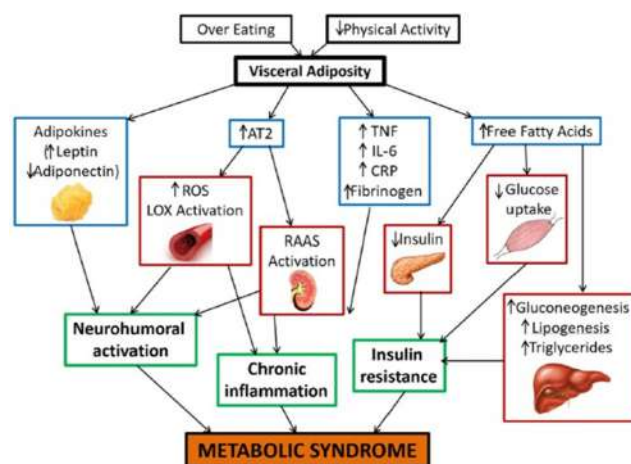 Over Eating
↓Physical Activity
Visceral Adiposity
Adipokines
(↑Leptin
↓Adiponectin)
↑AT2
↑ TNF
↑ IL-6
↑ CRP
↑Fibrinogen
↑Free Fatty Acids
↑ ROS
LOX Activation
RAAS
Activation
↓Insulin
↓ Glucose
uptake
↑Gluconeogenesis
↑ Lipogenesis
↑Triglycerides
Neurohumoral
activation
Chronic
inflammation
Insulin
resistance
METABOLIC SYNDROME